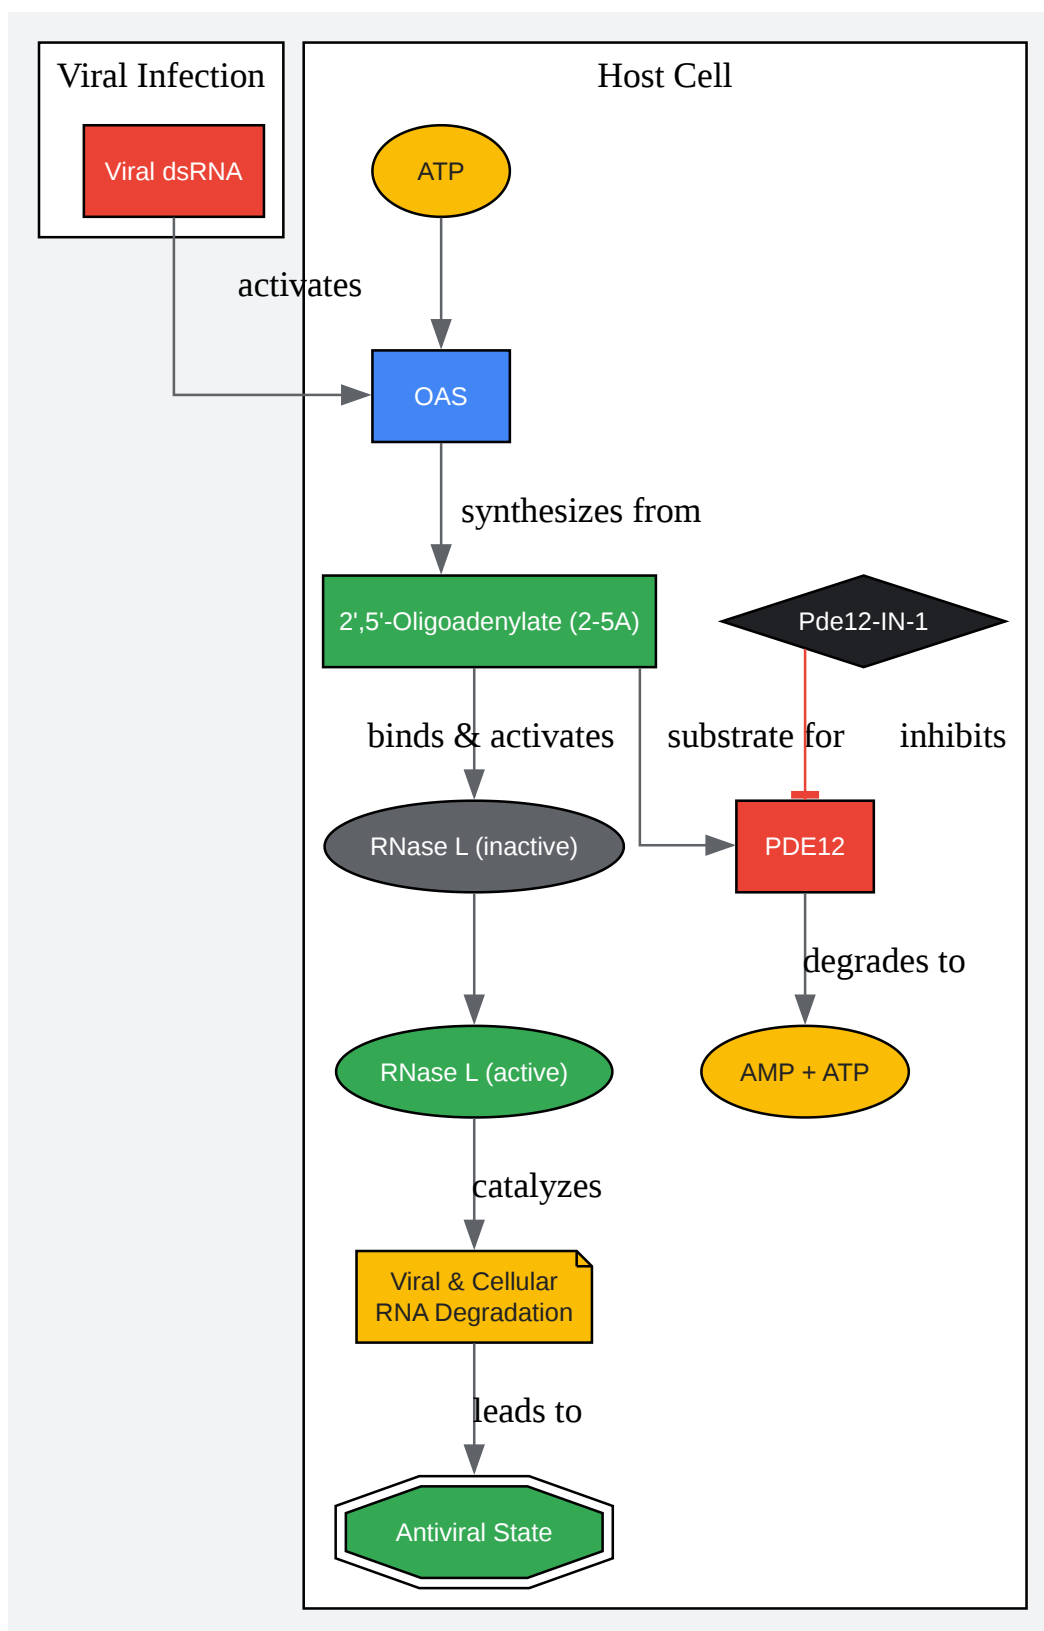 Viral Infection
Host Cell
Viral dsRNA
ATP
activates
OAS
synthesizes from
2',5'-Oligoadenylate (2-5A)
Pde12-IN-1
binds & activates
substrate for
inhibits
RNase L (inactive)
PDE12
degrades to
RNase L (active)
AMP + ATP
catalyzes
Viral & Cellular
RNA Degradation
leads to
Antiviral State